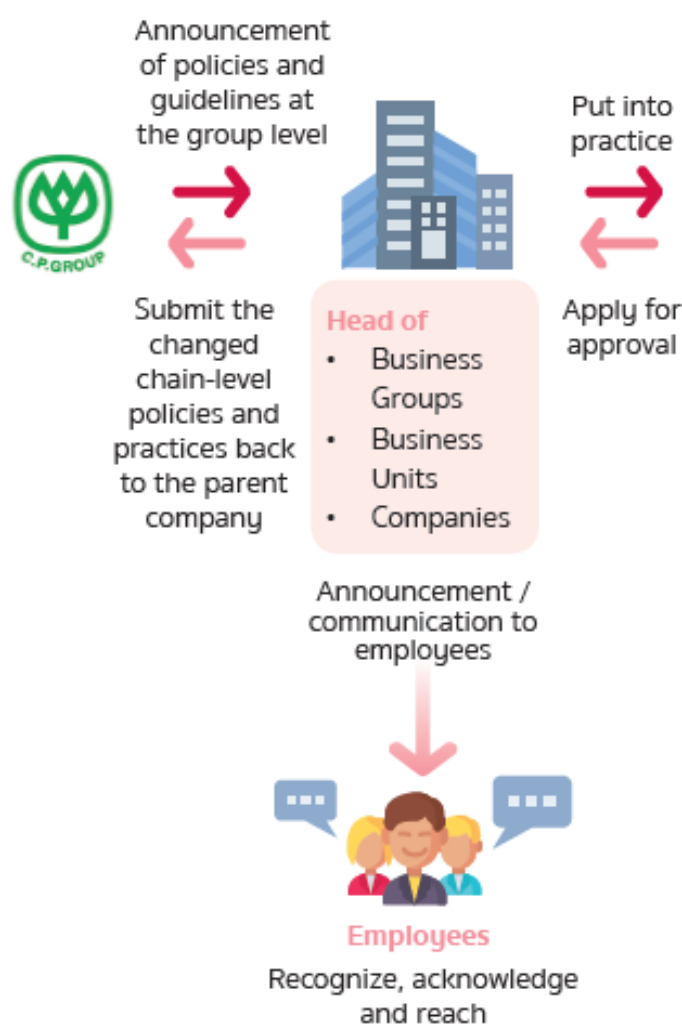 Announcement
of policies and
guidelines at
the group level
Put into
practice
C.P.GROUP
Submit the
changed
chain-level
policies and
practices back
to the parent
company
Head of
• Business
Groups
• Business
Units
• Companies
Apply for
approval
Announcement /
communication to
employees
Employees
Recognize, acknowledge
and reach